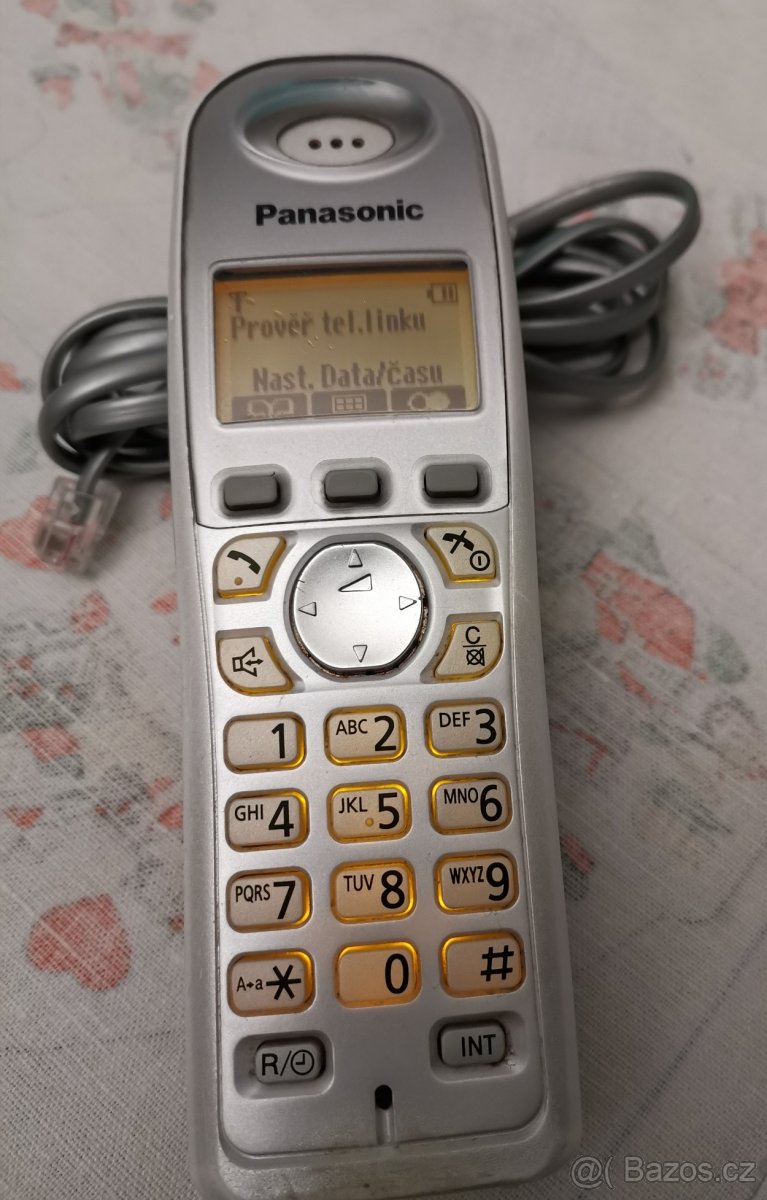 Panasonic
Prověř tel.linku
Nast. Data/času
C
1
ABC 2
DEF 3
GHI 4
JKL 5
MNO 6
PQRS 7
TUV 8
WXYZ 9
A→a *
0
#
R/
INT
@( Bazos.cz